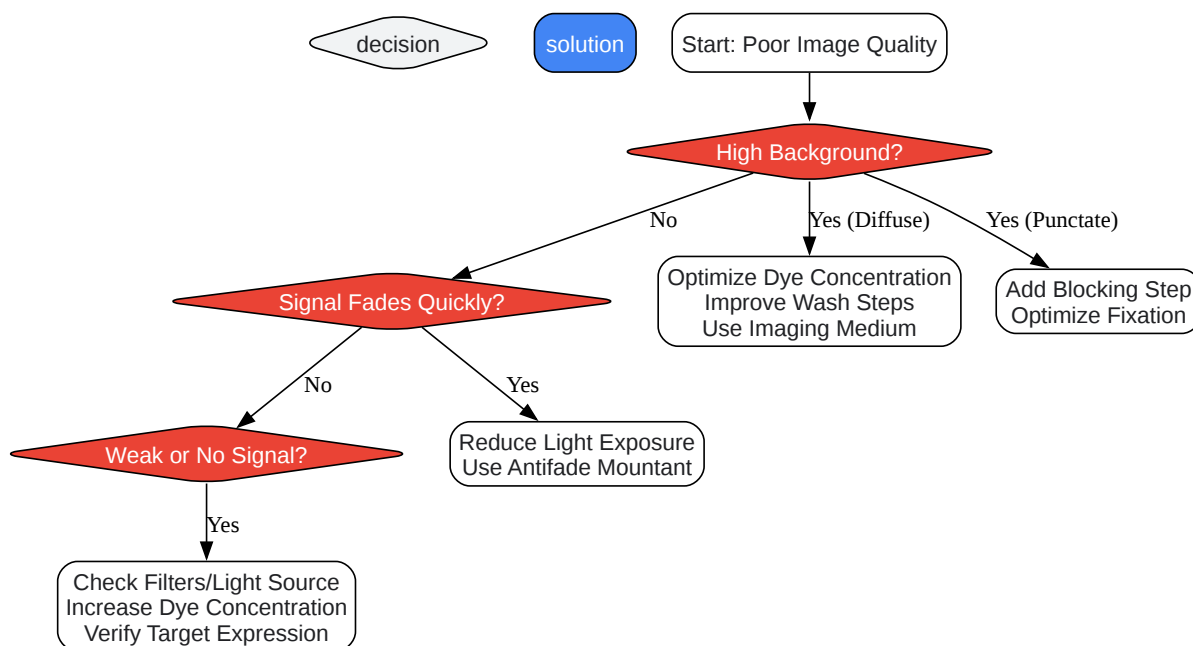 decision
solution
Start: Poor Image Quality
High Background?
No
Yes (Diffuse)
Yes (Punctate)
Signal Fades Quickly?
Optimize Dye Concentration
Improve Wash Steps
Use Imaging Medium
Add Blocking Step
Optimize Fixation
No
Yes
Weak or No Signal?
Reduce Light Exposure
Use Antifade Mountant
Yes
Check Filters/Light Source
Increase Dye Concentration
Verify Target Expression